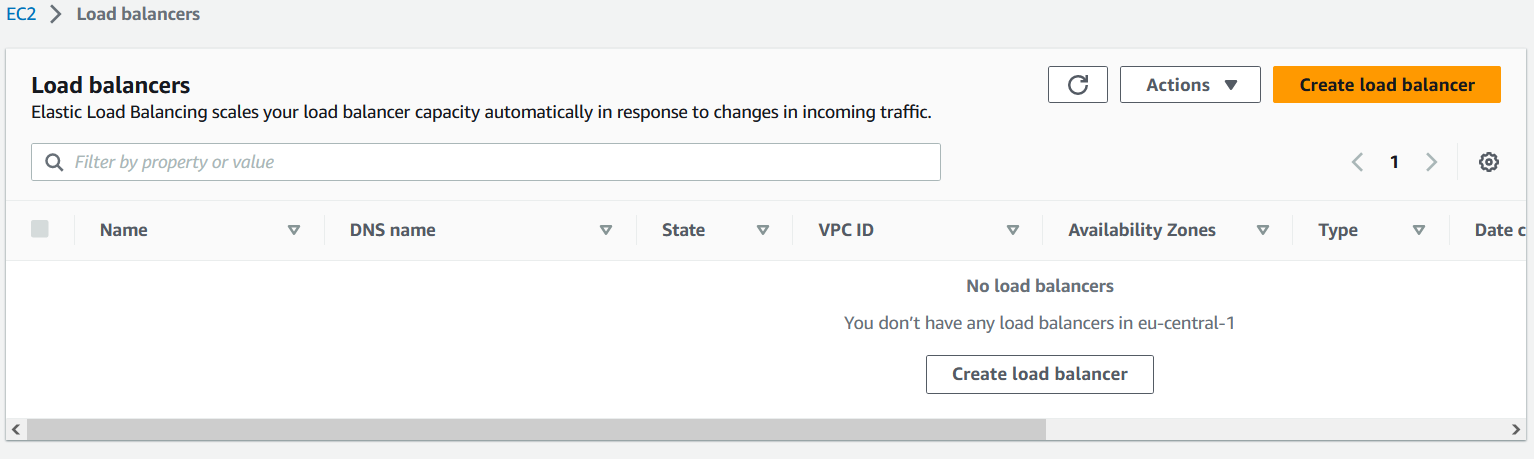 EC2 > Load balancers
Load balancers
Elastic Load Balancing scales your load balancer capacity automatically in response to changes in incoming traffic.
Actions
Create load balancer
Filter by property or value
1
Name
DNS name
State
VPC ID
Availability Zones
Type
Date c
No load balancers
You don’t have any load balancers in eu-central-1
Create load balancer